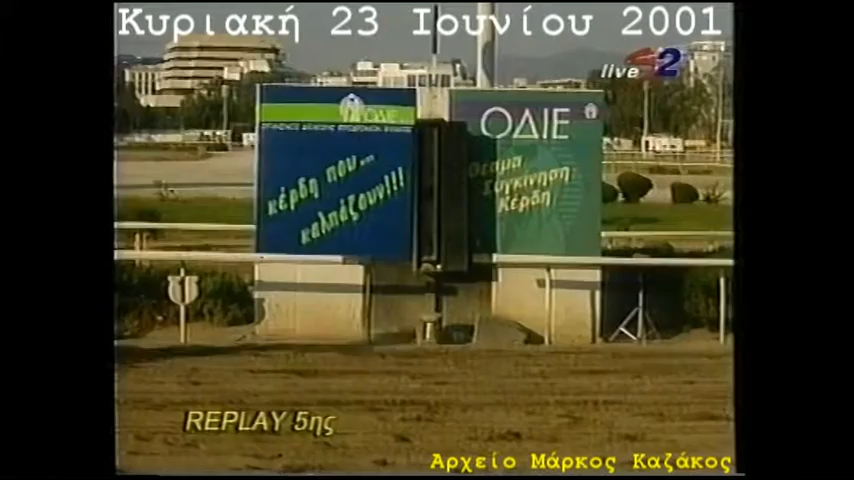 Κυριακή 23 Ιουνίου 2001
live 2
ΟΔΙΕ
ΟΔΙΕ
κέρδη που...
καλπάζουν!!!
Θέαμα
Συγκίνηση
Κέρδη
REPLAY 5ης
Αρχείο Μάρκος Καζάκος